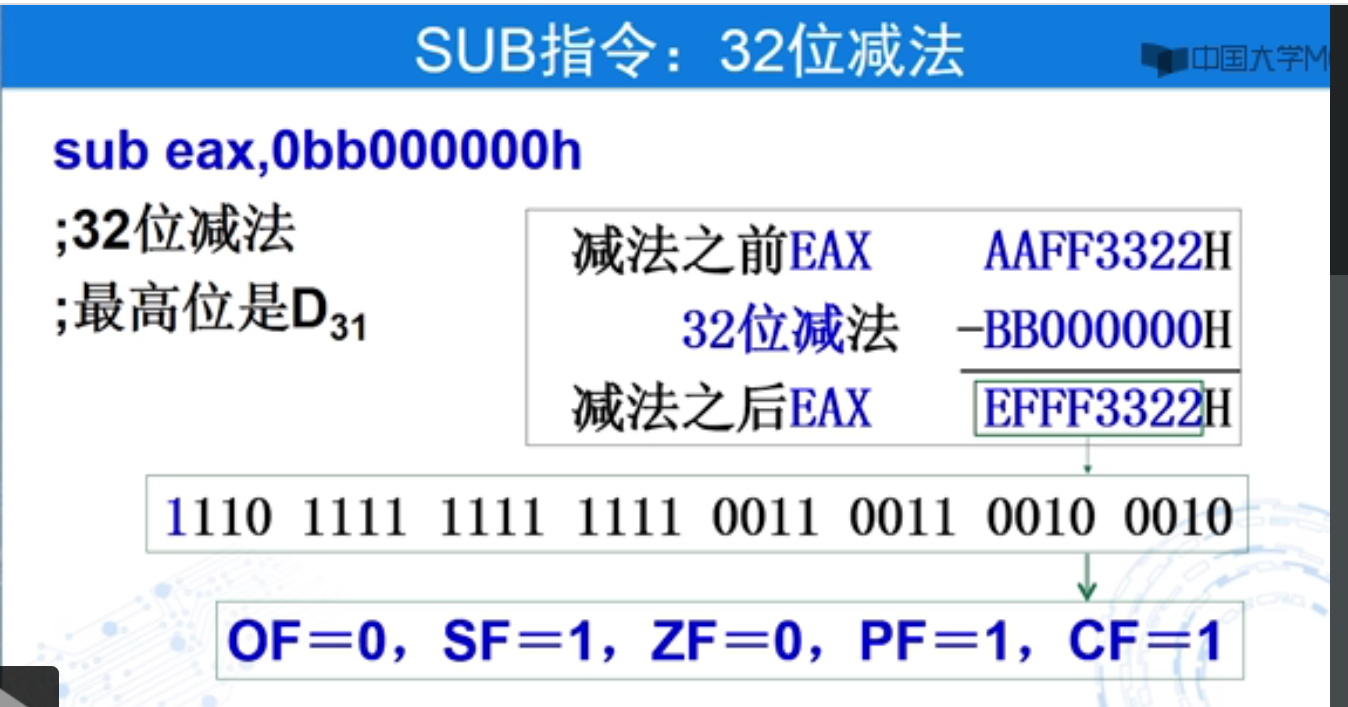 SUB指令：32位减法
中国大学M
sub eax,0bb000000h
;32位减法
;最高位是D31
减法之前EAX AAFF3322H
32位减法 -BB000000H
减法之后EAX EFFF3322H
1110 1111 1111 1111 0011 0011 0010 0010
OF＝0，SF＝1，ZF＝0，PF＝1，CF＝1